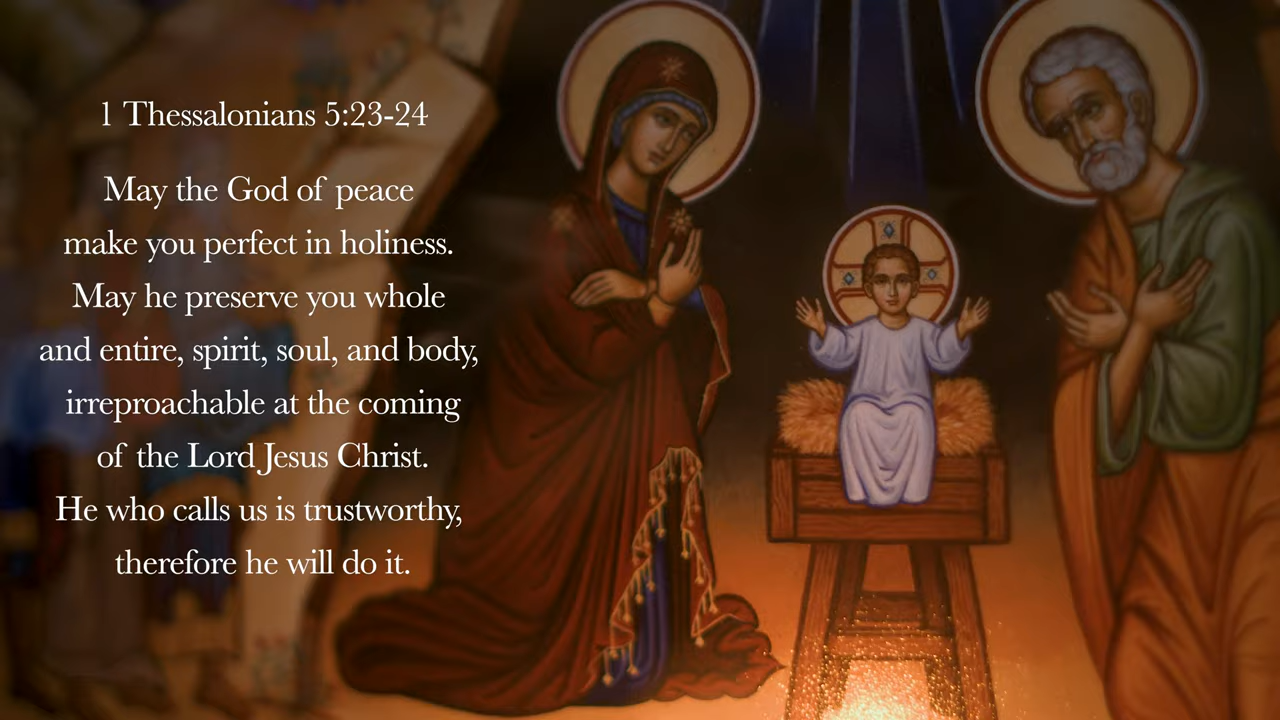 1 Thessalonians 5:23-24
May the God of peace
make you perfect in holiness.
May he preserve you whole
and entire, spirit, soul, and body,
irreproachable at the coming
of the Lord Jesus Christ.
He who calls us is trustworthy,
therefore he will do it.